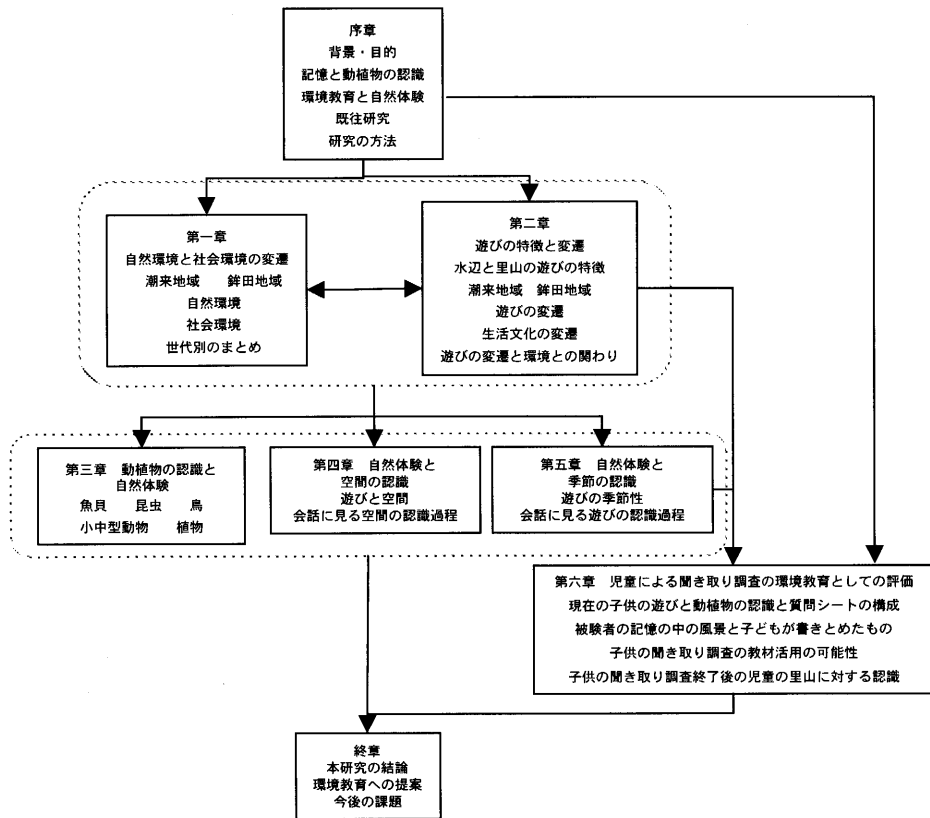 序章
背景・目的
記憶と動植物の認識
環境教育と自然体験
既往研究
研究の方法
第一章
自然環境と社会環境の変遷
潮来地域 鉾田地域
自然環境
社会環境
世代別のまとめ
第二章
遊びの特徴と変遷
水辺と里山の遊びの特徴
潮来地域 鉾田地域
遊びの変遷
生活文化の変遷
遊びの変遷と環境との関わり
第三章 動植物の認識と
自然体験
魚貝 昆虫 鳥
小中型動物 植物
第四章 自然体験と
空間の認識
遊びと空間
会話に見る空間の認識過程
第五章 自然体験と
季節の認識
遊びの季節性
会話に見る遊びの認識過程
第六章 児童による聞き取り調査の環境教育としての評価
現在の子供の遊びと動植物の認識と質問シートの構成
被験者の記憶の中の風景と子どもが書きとめたもの
子供の聞き取り調査の教材活用の可能性
子供の聞き取り調査終了後の児童の里山に対する認識
終章
本研究の結論
環境教育への提案
今後の課題